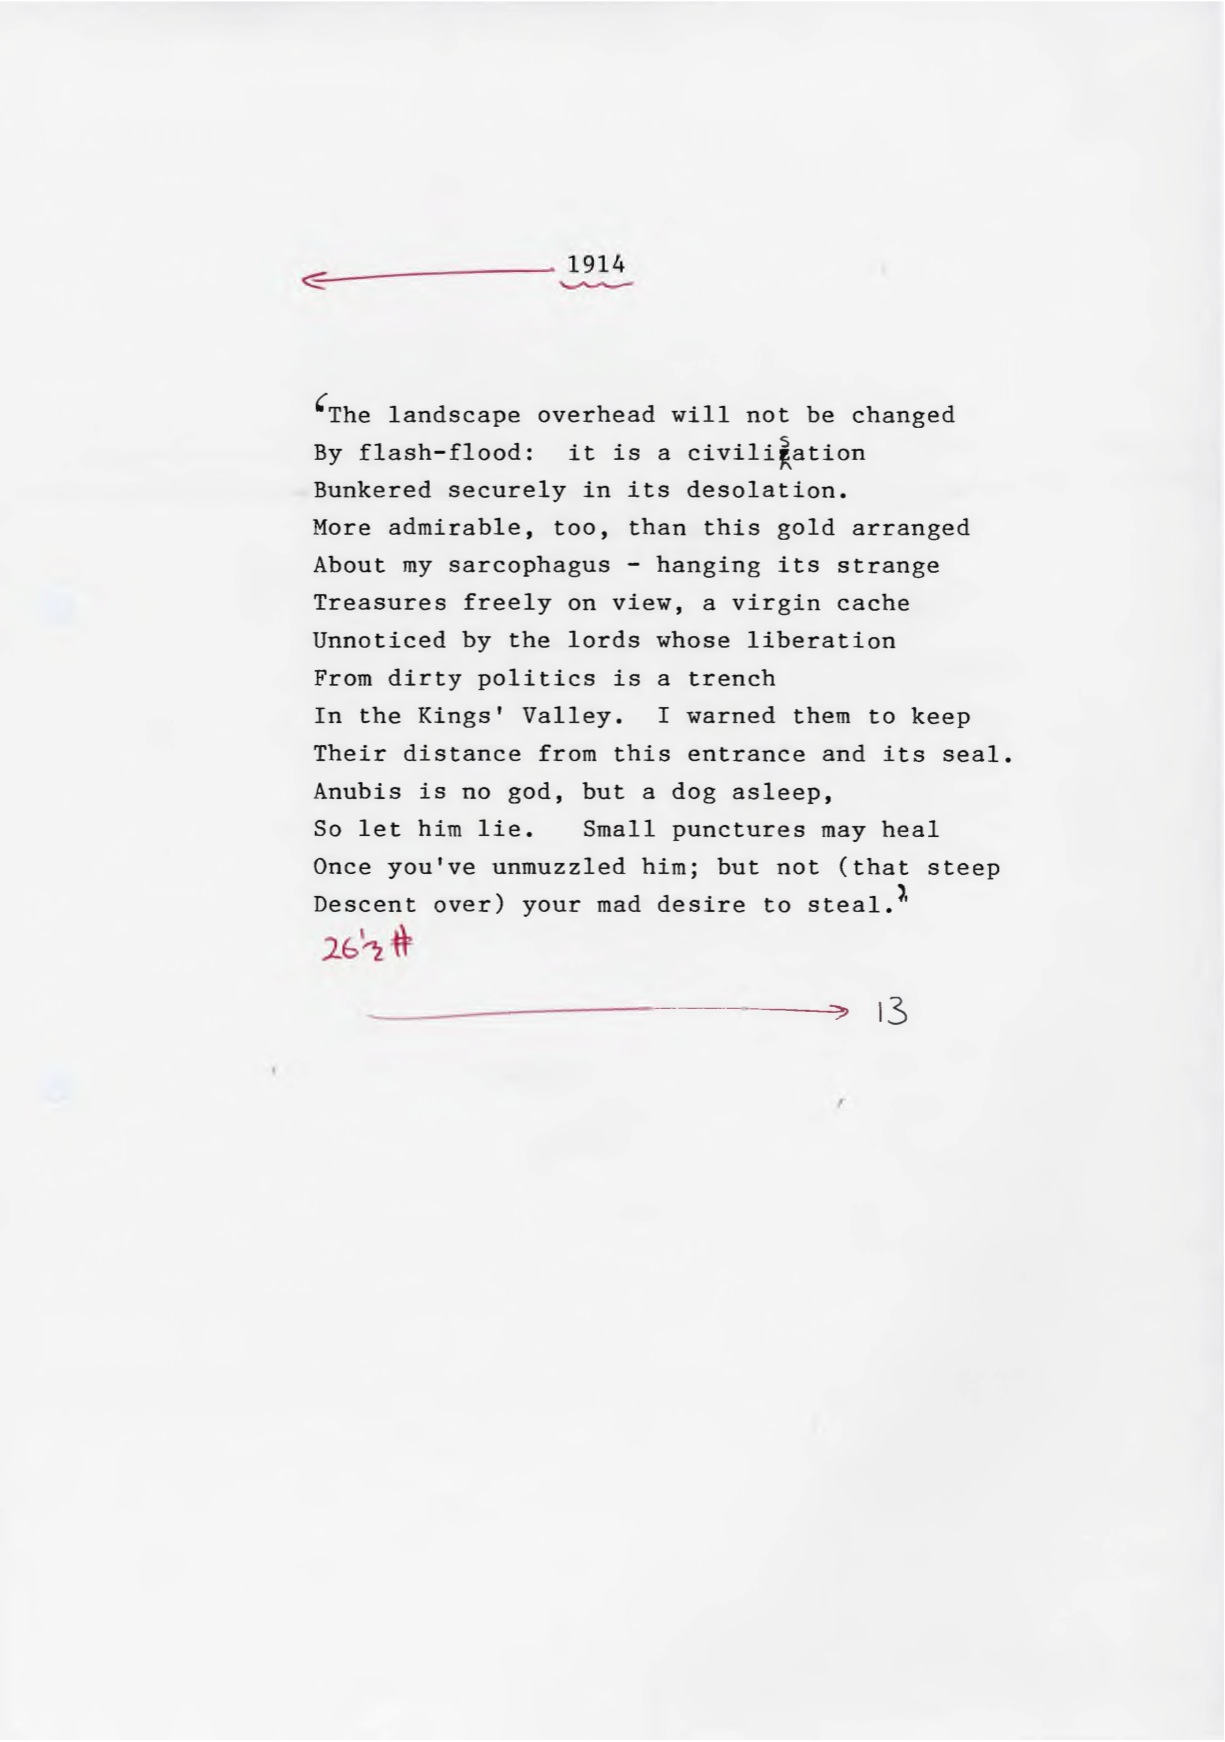 1914
‘The landscape overhead will not be changed
By flash-flood: it is a civilisation
Bunkered securely in its desolation.
More admirable, too, than this gold arranged
About my sarcophagus - hanging its strange
Treasures freely on view, a virgin cache
Unnoticed by the lords whose liberation
From dirty politics is a trench
In the Kings' Valley. I warned them to keep
Their distance from this entrance and its seal.
Anubis is no god, but a dog asleep,
So let him lie. Small punctures may heal
Once you've unmuzzled him; but not (that steep
Descent over) your mad desire to steal.’
26½ #
13